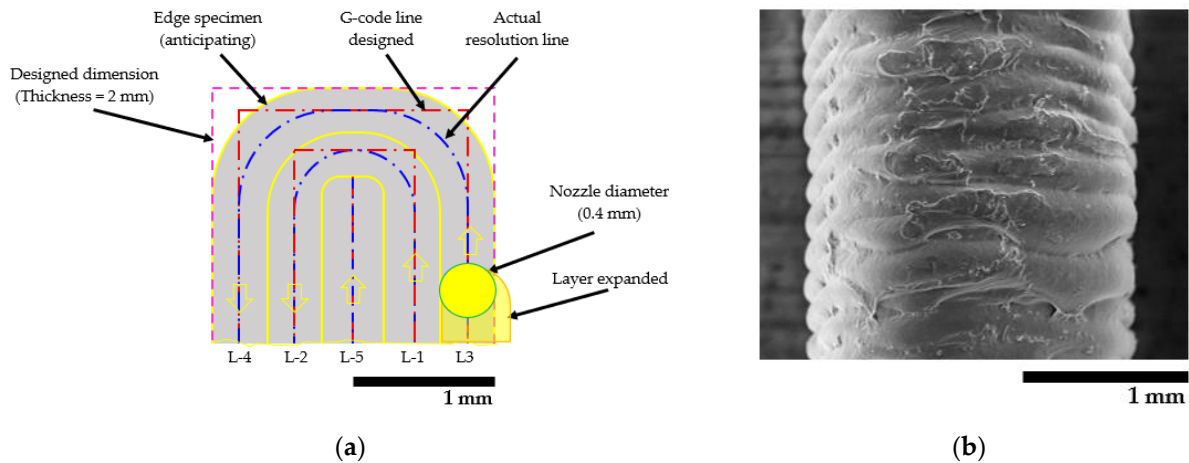 Edge specimen
(anticipating)
G-code line
designed
Actual
resolution line
Designed dimension
(Thickness = 2 mm)
Nozzle diameter
(0.4 mm)
Layer expanded
L-4
L-2
L-5
L-1
L3
1 mm
1 mm
(a)
(b)